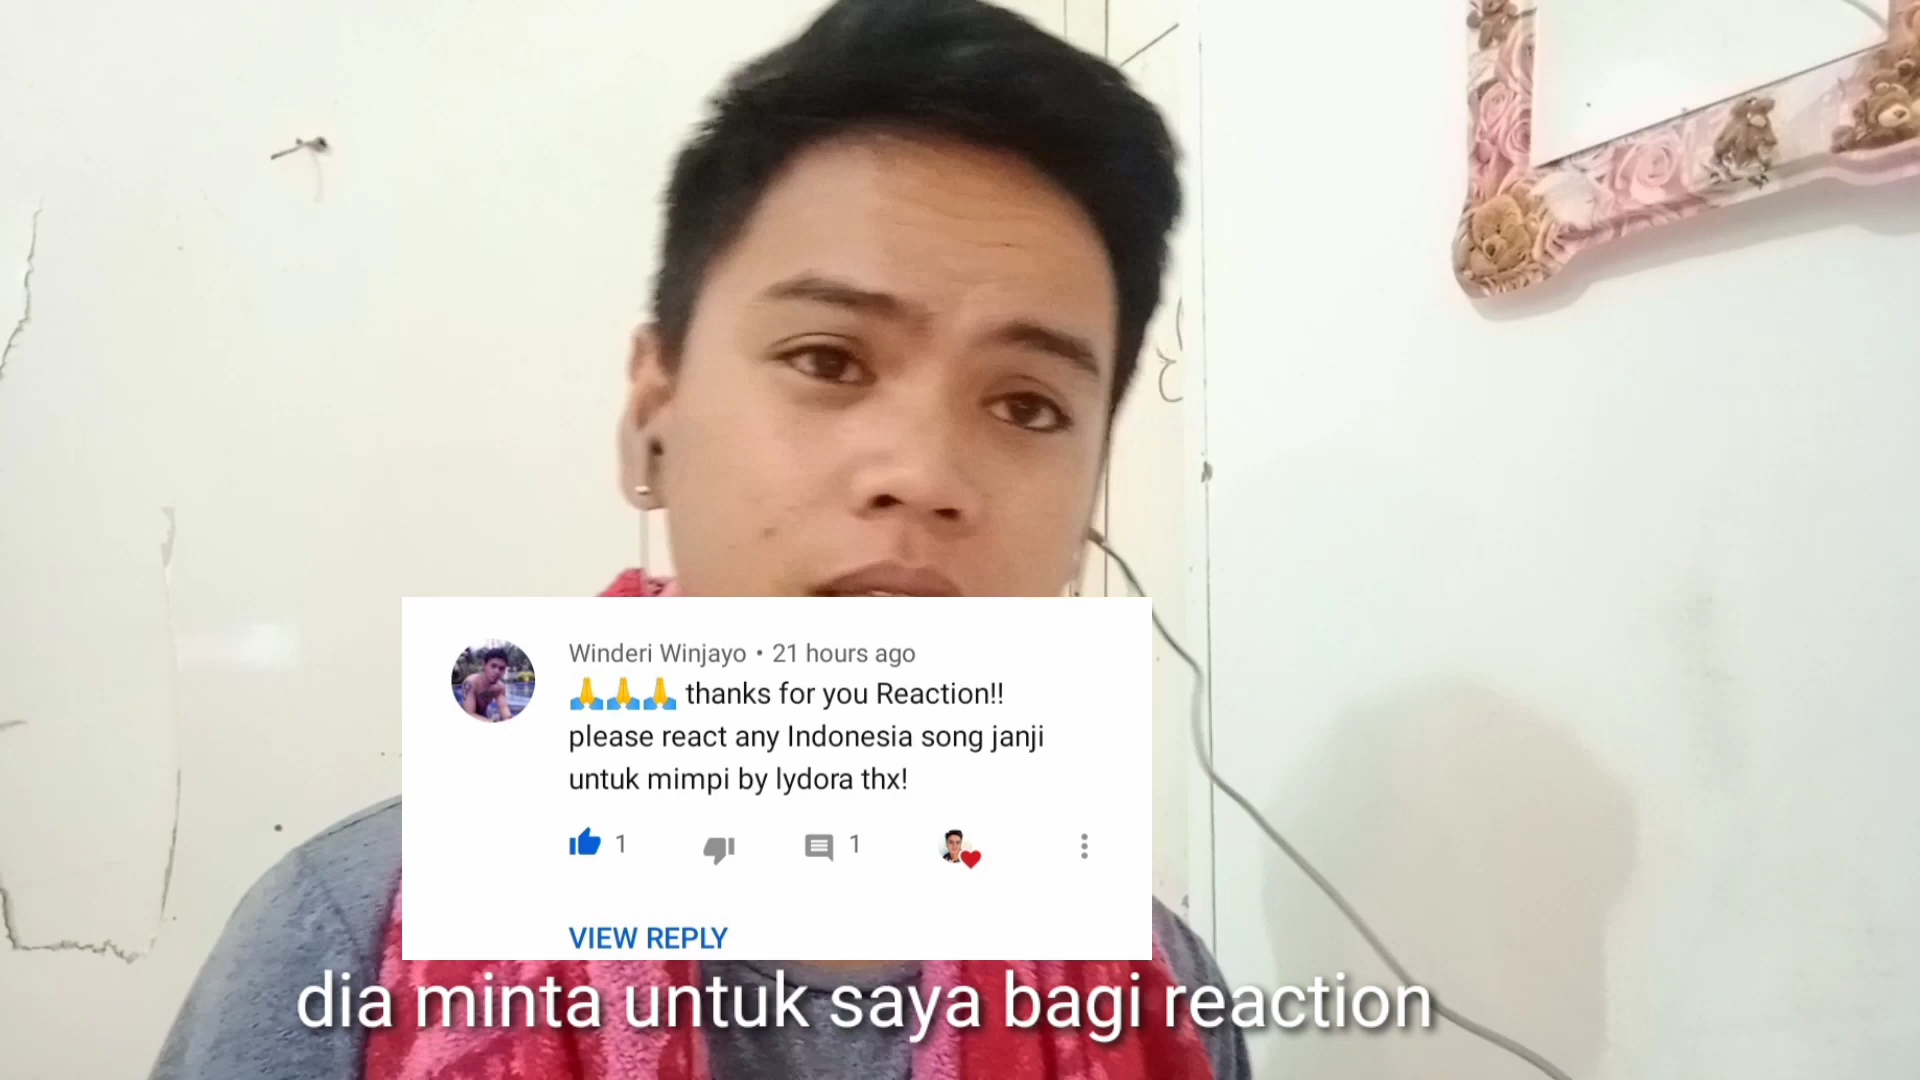 Winderi Winjayo • 21 hours ago
🙏🙏🙏 thanks for you Reaction!!
please react any Indonesia song janji
untuk mimpi by lydora thx!
1 1
VIEW REPLY
dia minta untuk saya bagi reaction